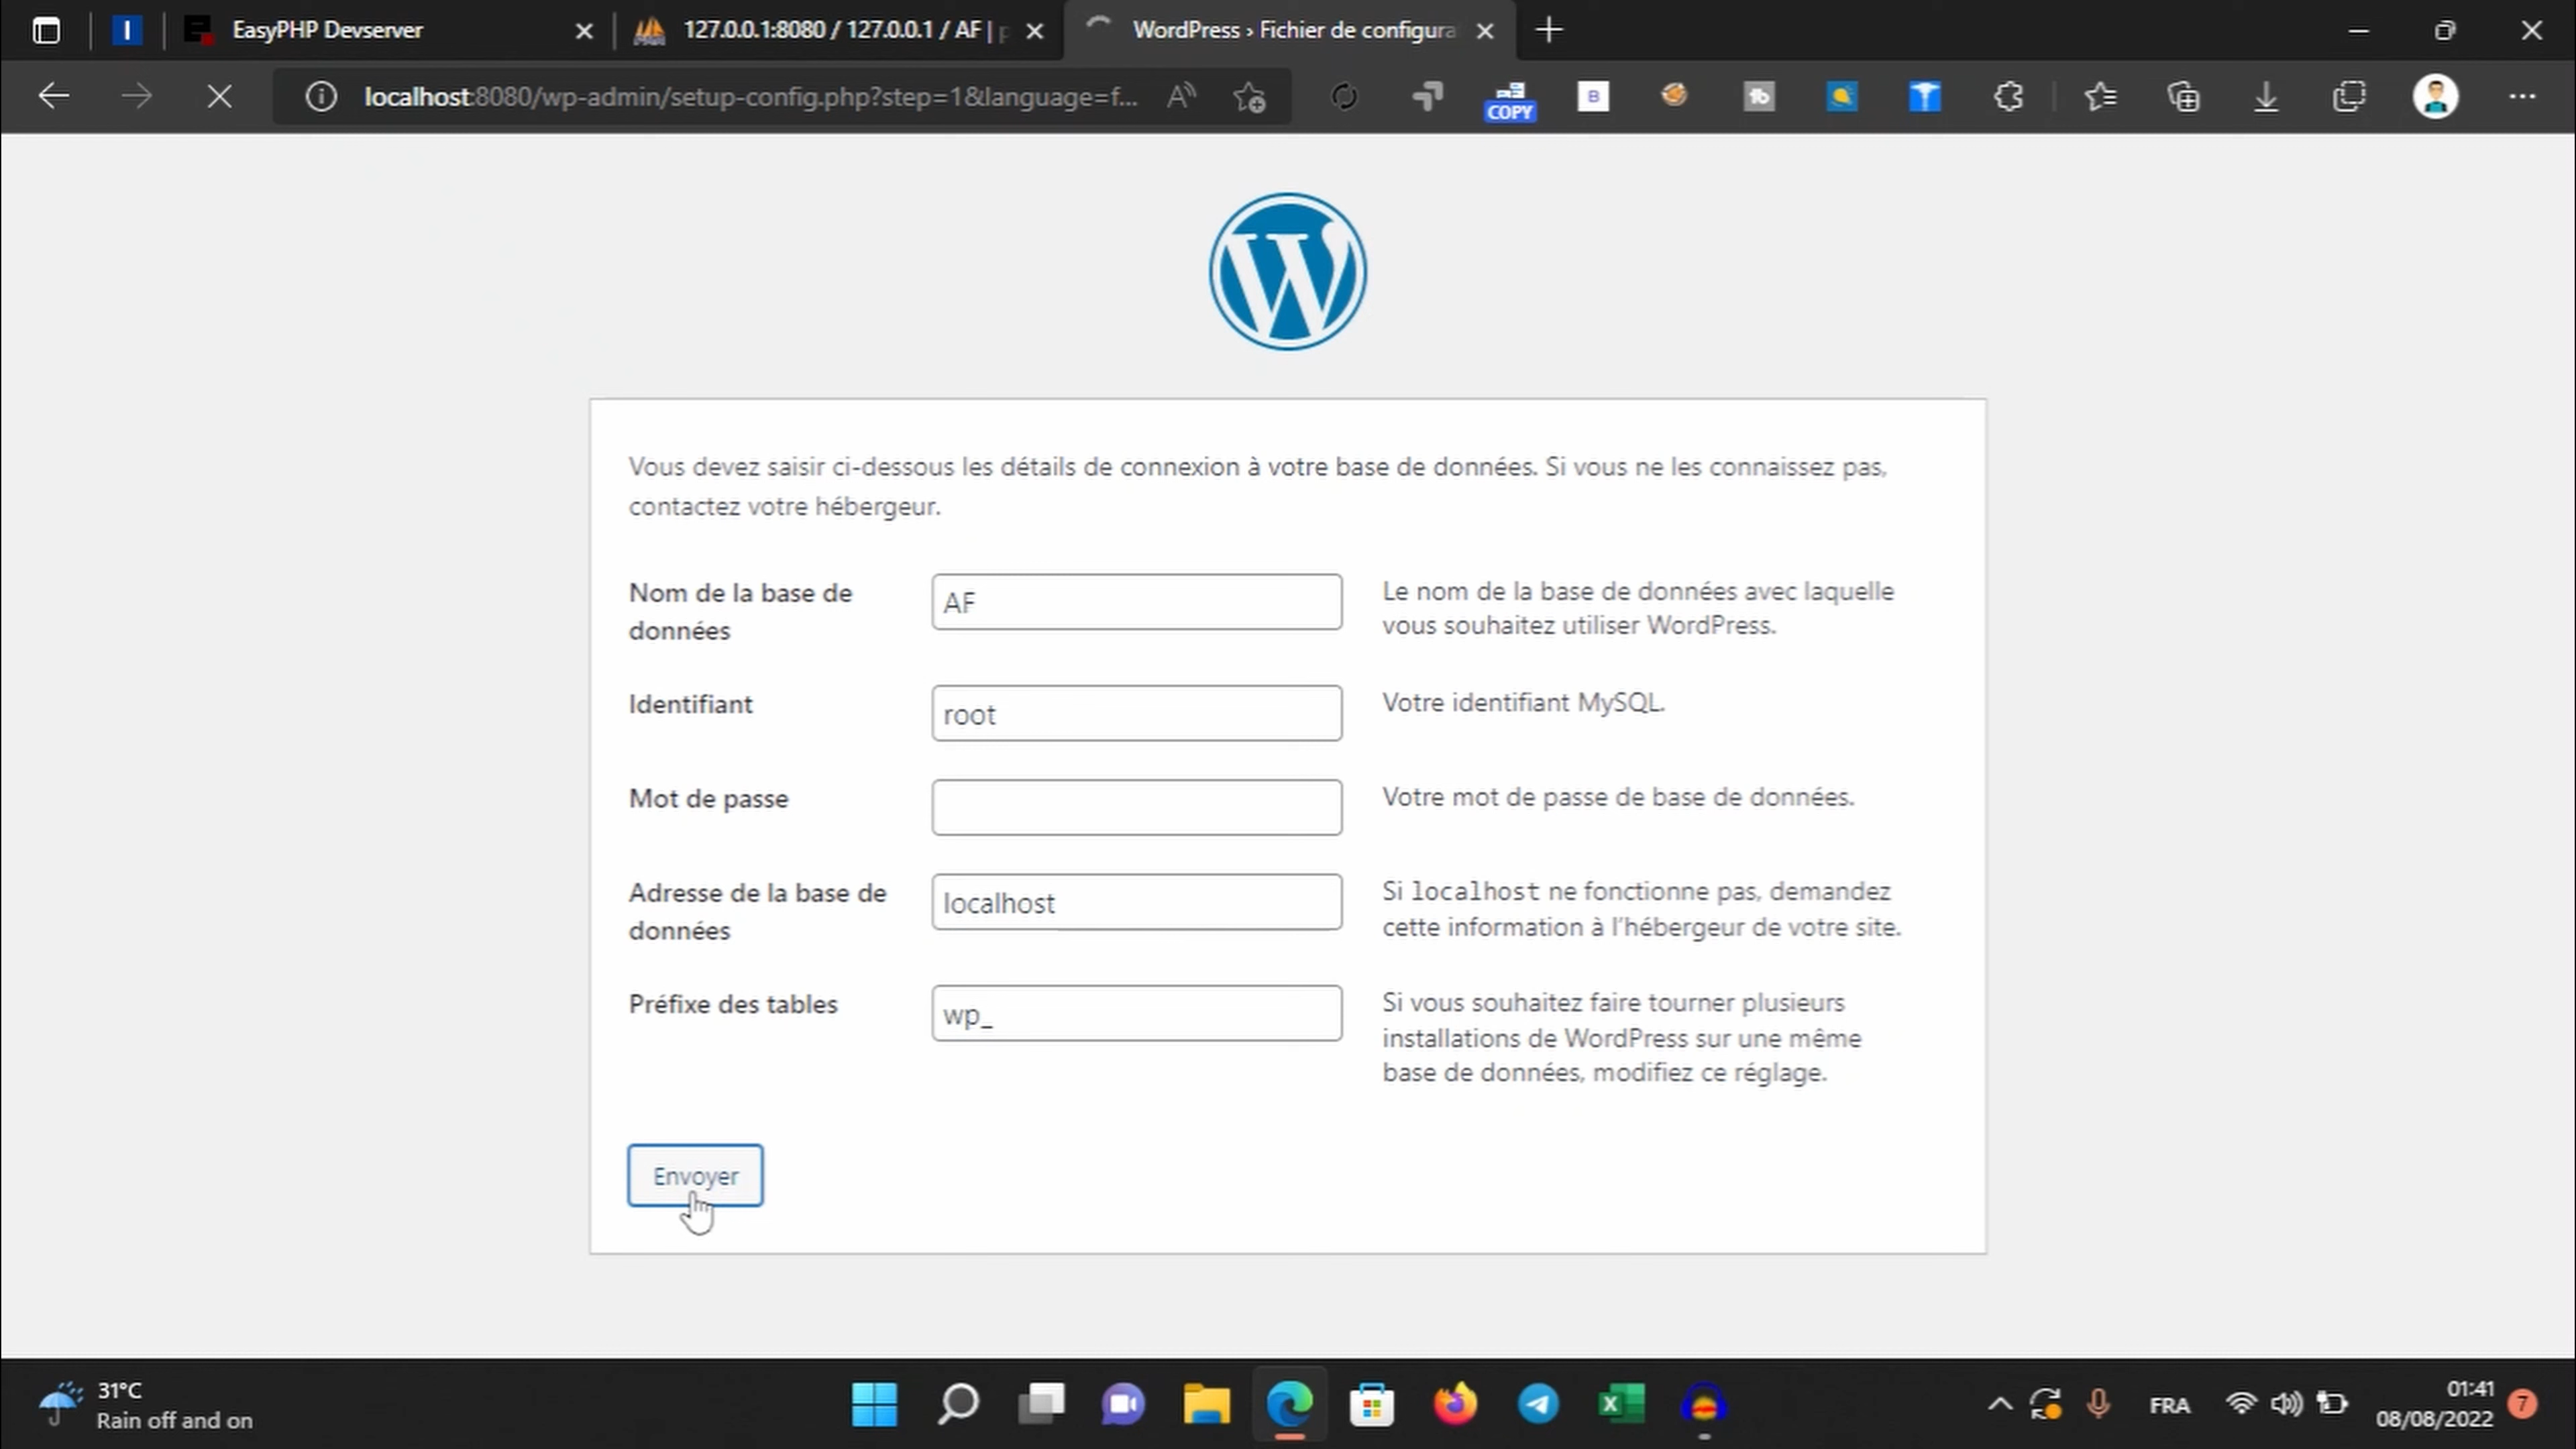 EasyPHP Devserver
127.0.0.1:8080 / 127.0.0.1 / AF | p
WordPress › Fichier de configura
localhost:8080/wp-admin/setup-config.php?step=1&language=f...
COPY
Vous devez saisir ci-dessous les détails de connexion à votre base de données. Si vous ne les connaissez pas,
contactez votre hébergeur.
Nom de la base de
données
AF
Le nom de la base de données avec laquelle
vous souhaitez utiliser WordPress.
Identifiant
root
Votre identifiant MySQL.
Mot de passe
Votre mot de passe de base de données.
Adresse de la base de
données
localhost
Si localhost ne fonctionne pas, demandez
cette information à l’hébergeur de votre site.
Préfixe des tables
wp_
Si vous souhaitez faire tourner plusieurs
installations de WordPress sur une même
base de données, modifiez ce réglage.
Envoyer
31°C
Rain off and on
FRA
01:41
08/08/2022
7